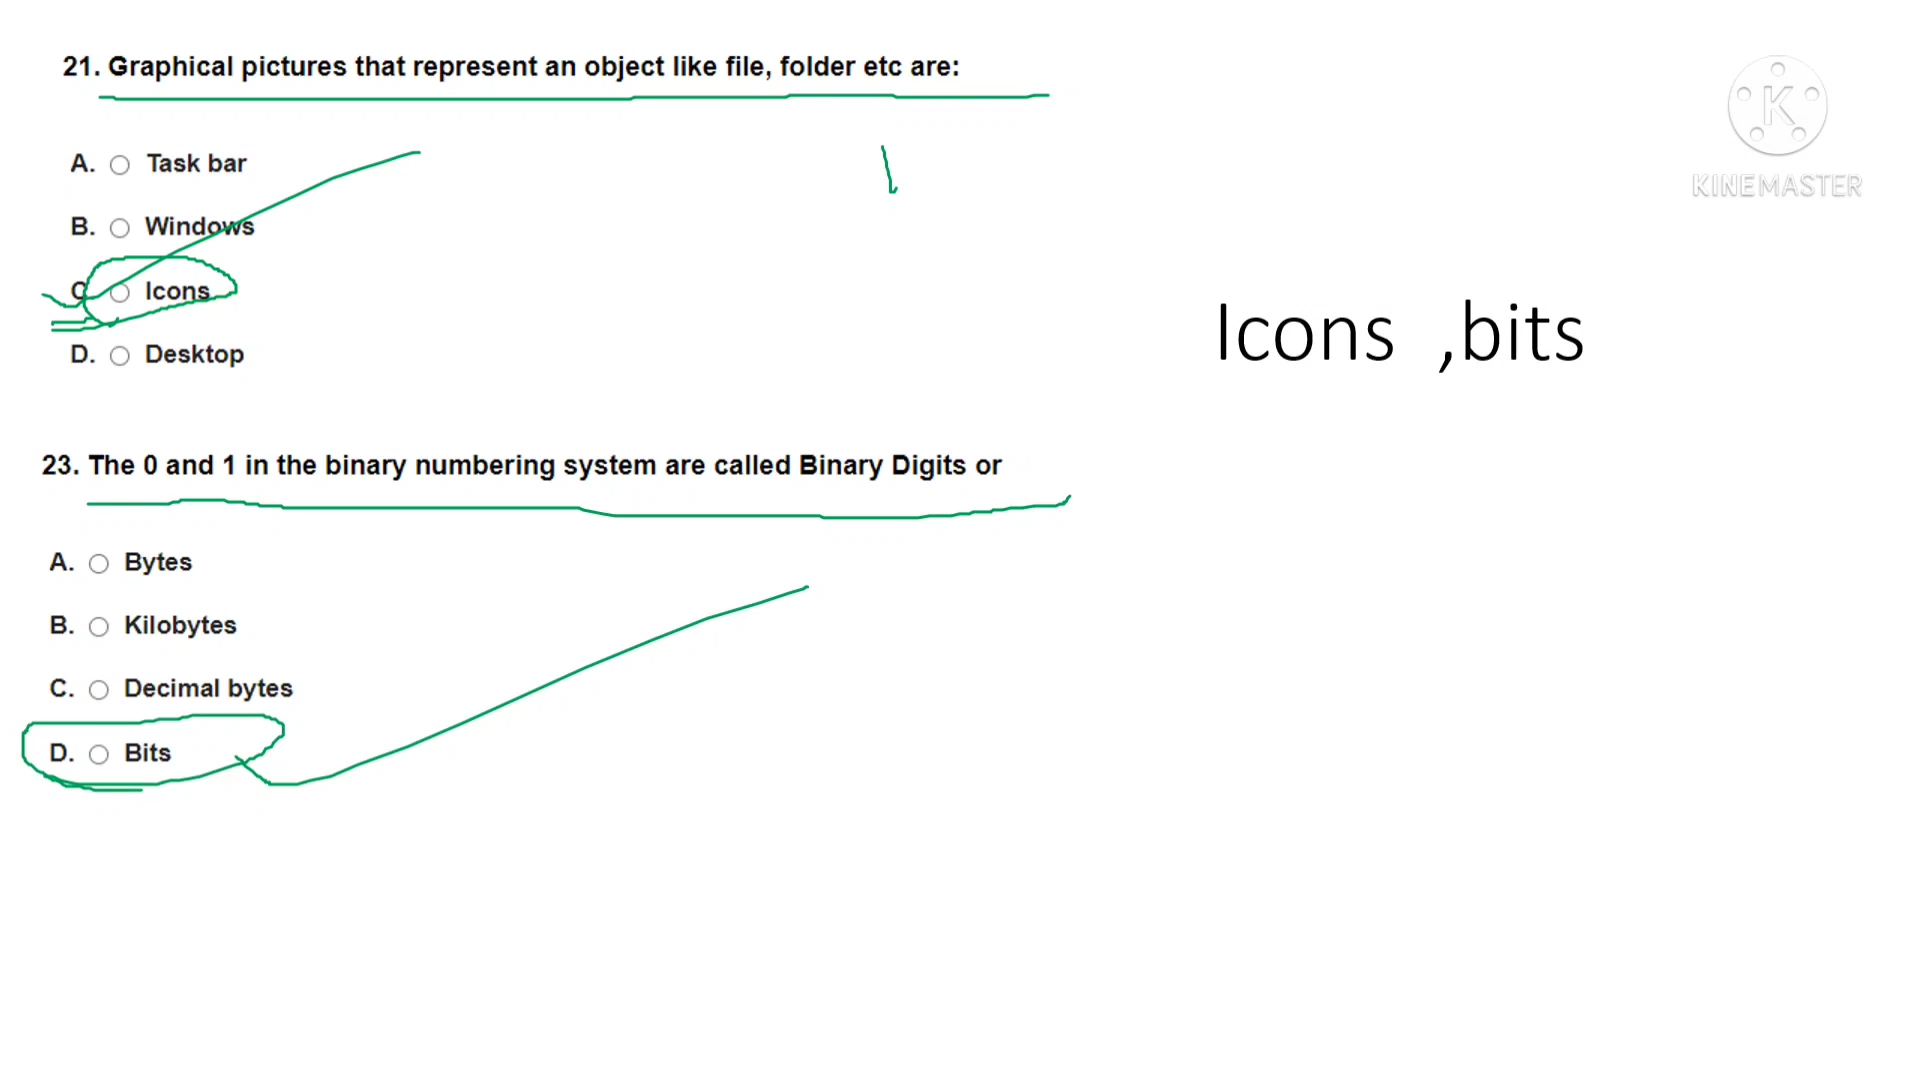 21. Graphical pictures that represent an object like file, folder etc are:
A. Task bar
B. Windows
C. Icons
D. Desktop
Icons ,bits
23. The 0 and 1 in the binary numbering system are called Binary Digits or
A. Bytes
B. Kilobytes
C. Decimal bytes
D. Bits
K
KINEMASTER